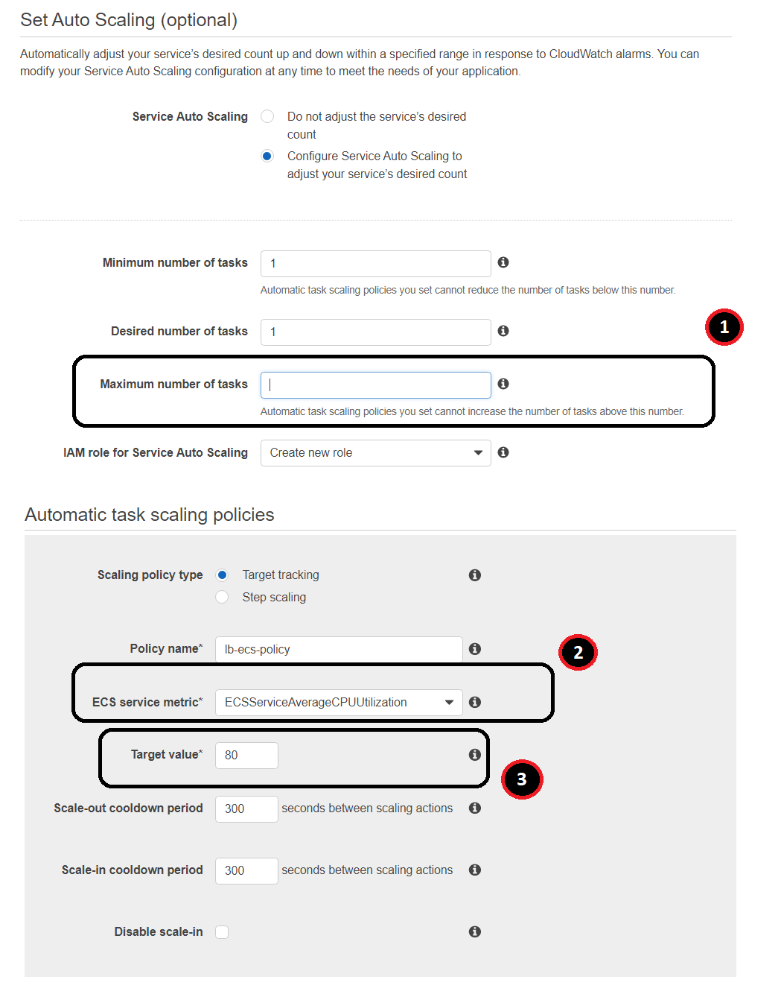 Set Auto Scaling (optional)
Automatically adjust your service’s desired count up and down within a specified range in response to CloudWatch alarms. You can
modify your Service Auto Scaling configuration at any time to meet the needs of your application.
Service Auto Scaling
Do not adjust the service’s desired
count
Configure Service Auto Scaling to
adjust your service’s desired count
Minimum number of tasks 1
Automatic task scaling policies you set cannot reduce the number of tasks below this number.
Desired number of tasks 1
1
Maximum number of tasks
Automatic task scaling policies you set cannot increase the number of tasks above this number.
IAM role for Service Auto Scaling Create new role
Automatic task scaling policies
Scaling policy type Target tracking
Step scaling
Policy name* lb-ecs-policy
2
ECS service metric* ECSServiceAverageCPUUtilization
Target value* 80
3
Scale-out cooldown period 300 seconds between scaling actions
Scale-in cooldown period 300 seconds between scaling actions
Disable scale-in